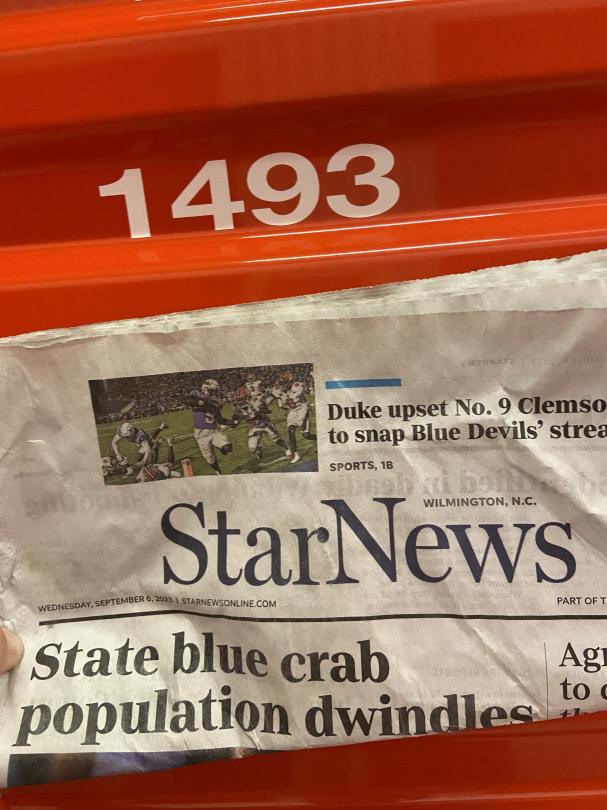 1493
Duke upset No. 9 Clemso
to snap Blue Devils' strea
SPORTS, 1B
WILMINGTON, N.C.
StarNews
WEDNESDAY, SEPTEMBER 6, 2023 | STARNEWSONLINE.COM
PART OF T
State blue crab
population dwindles
Agr
to c